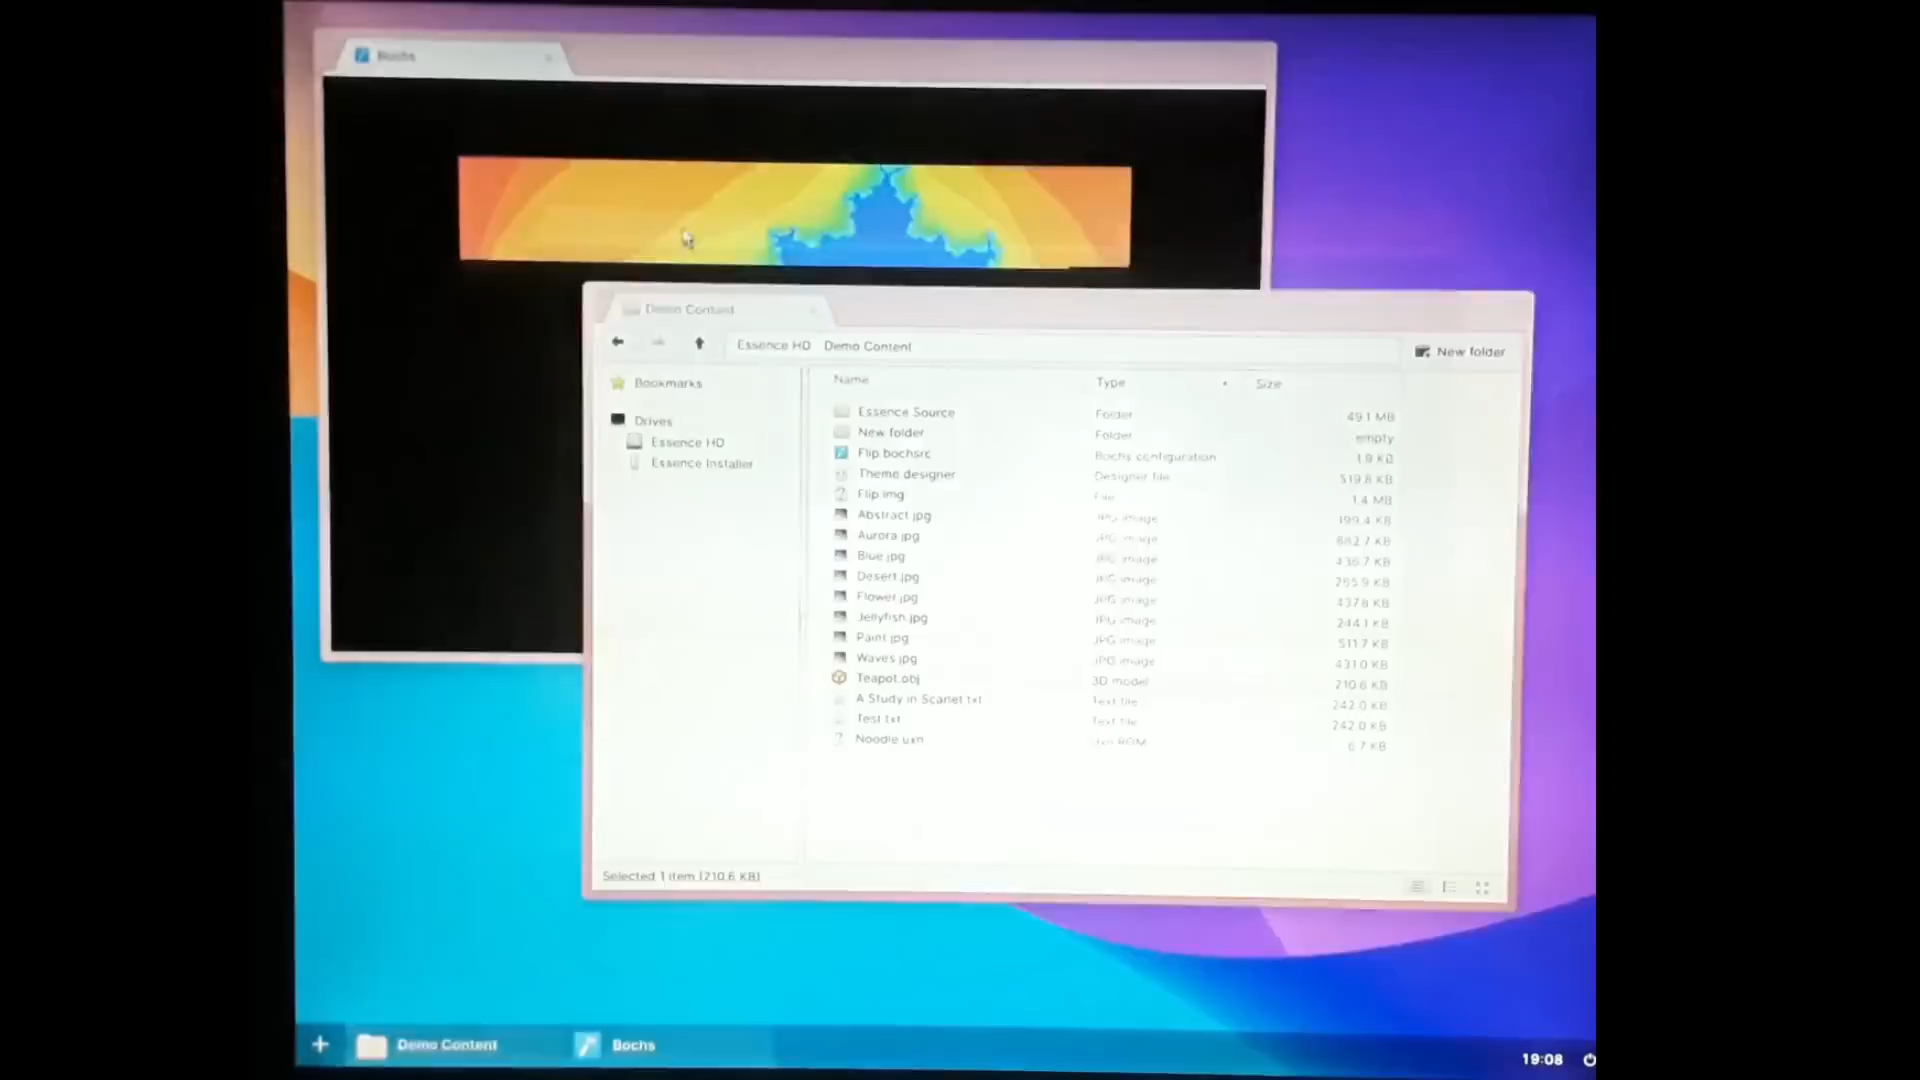 Bochs
Demo Content
Essence HD Demo Content
New folder
Bookmarks
Drives
Essence HD
Essence Installer
Name Type Size
Essence Source Folder 49.1 MB
New folder Folder empty
Flip.bochsrc Bochs configuration 1.9 KB
Theme.designer Designer file 519.8 KB
Flip.img File 1.4 MB
Abstract.jpg JPG image 199.4 KB
Aurora.jpg JPG image 682.7 KB
Blue.jpg JPG image 436.7 KB
Desert.jpg JPG image 265.9 KB
Flower.jpg JPG image 437.6 KB
Jellyfish.jpg JPG image 244.1 KB
Paint.jpg JPG image 511.7 KB
Waves.jpg JPG image 431.0 KB
Teapot.obj 3D model 210.6 KB
A Study in Scarlet.txt Text file 242.0 KB
Test.txt Text file 242.0 KB
Noodle.uxn uxn ROM 6.7 KB
Selected 1 item (210.6 KB)
Demo Content
Bochs
19:08